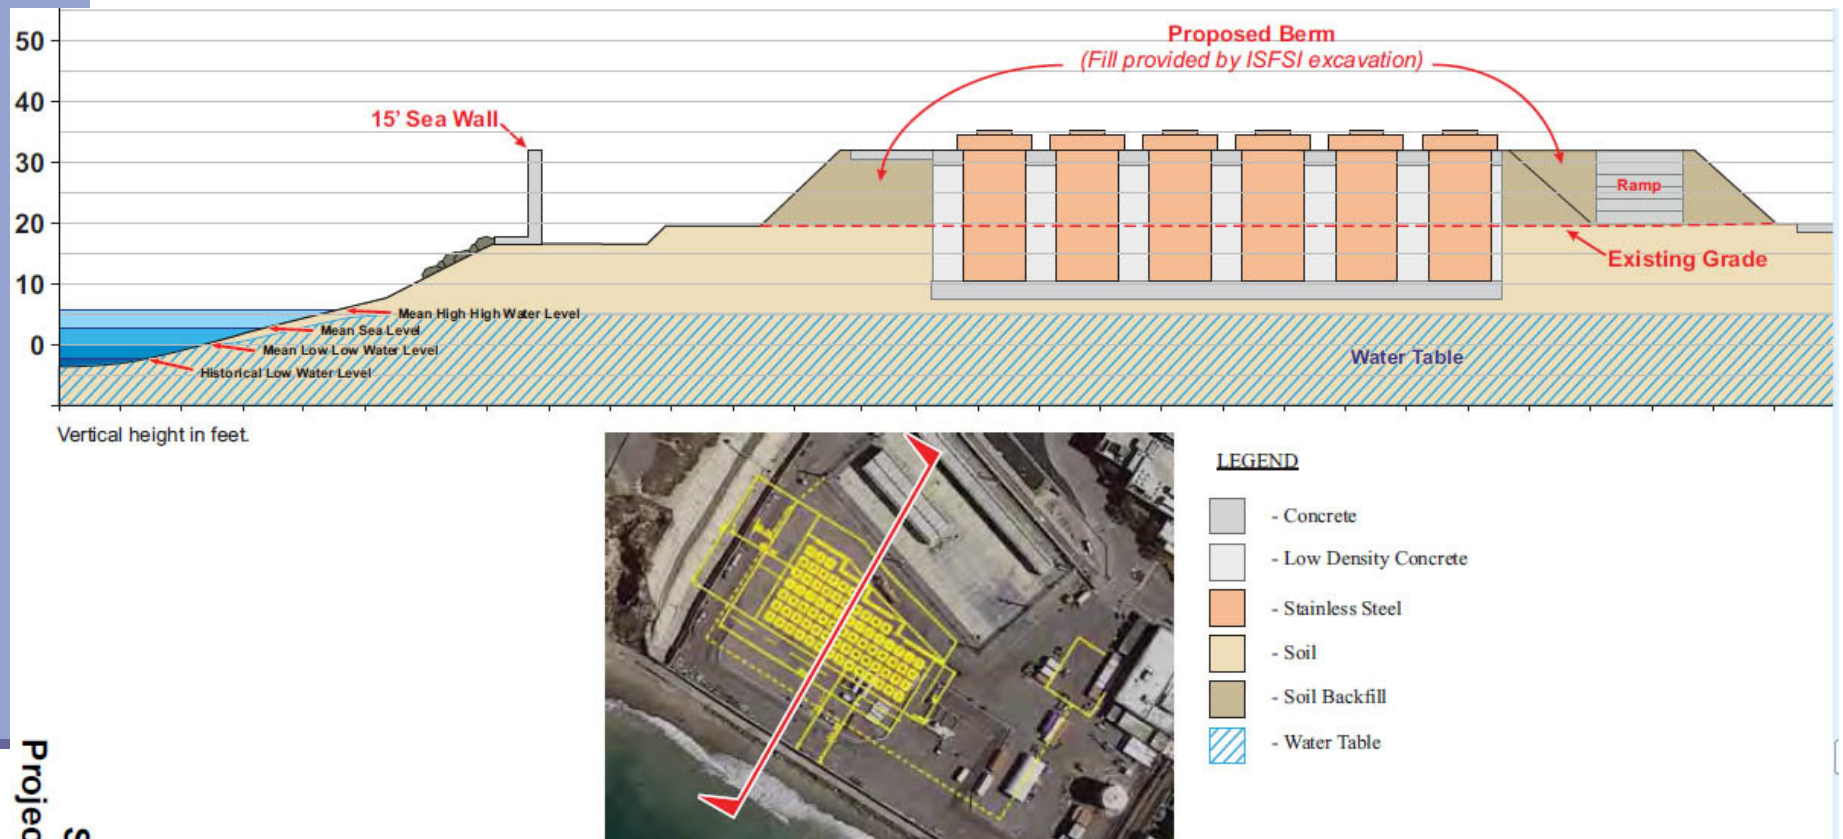 50
40
30
20
10
0
Proposed Berm
(Fill provided by ISFSI excavation)
15' Sea Wall
Ramp
Existing Grade
Mean High High Water Level
Mean Sea Level
Mean Low Low Water Level
Historical Low Water Level
Water Table
Vertical height in feet.
LEGEND
- Concrete
- Low Density Concrete
- Stainless Steel
- Soil
- Soil Backfill
- Water Table